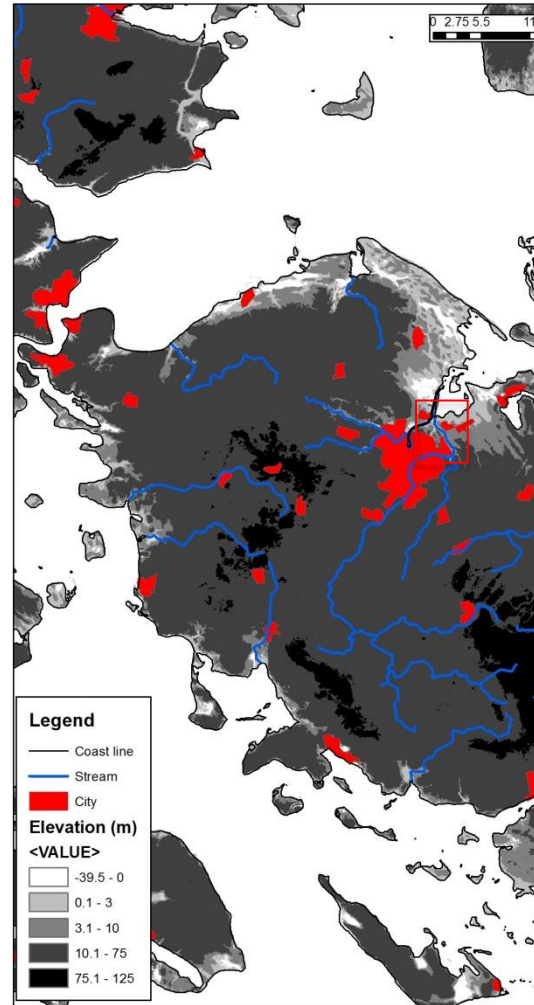 0 2.75 5.5 11
Legend
Coast line
Stream
City
Elevation (m)
<VALUE>
-39.5 - 0
0.1 - 3
3.1 - 10
10.1 - 75
75.1 - 125